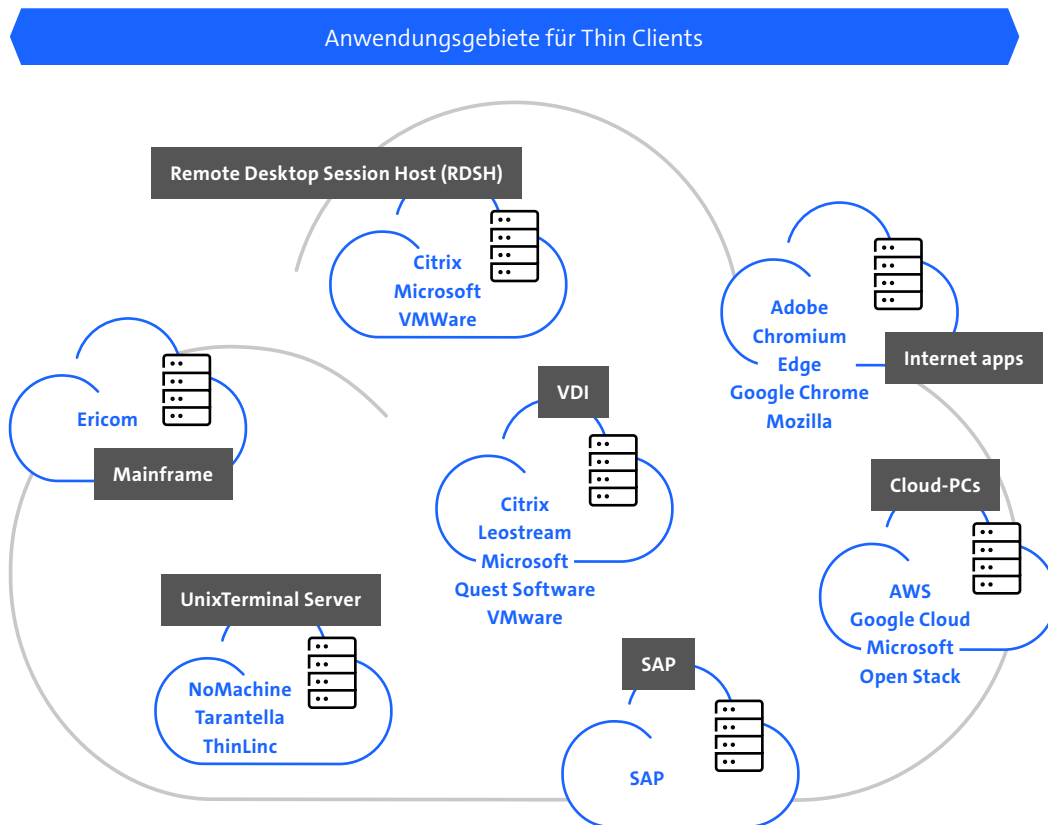 Anwendungsgebiete für Thin Clients
Remote Desktop Session Host (RDSH)
Citrix
Microsoft
VMWare
Adobe
Chromium
Edge
Google Chrome
Mozilla
Internet apps
Ericom
Mainframe
VDI
Citrix
Leostream
Microsoft
Quest Software
VMware
Cloud-PCs
AWS
Google Cloud
Microsoft
Open Stack
UnixTerminal Server
NoMachine
Tarantella
ThinLinc
SAP
SAP